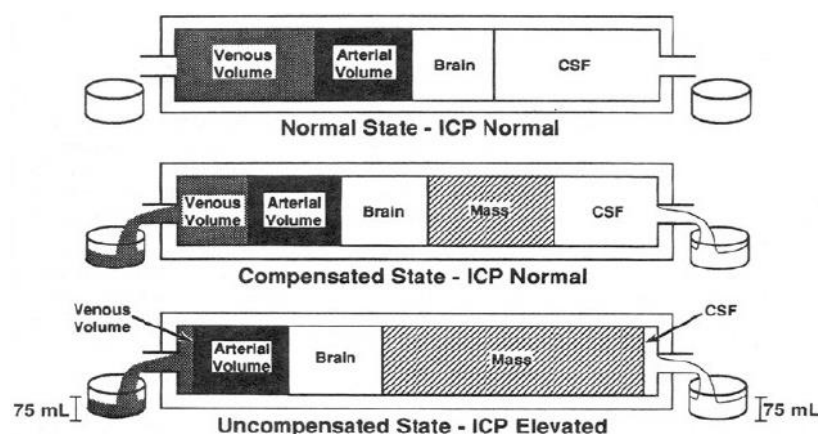 Venous
Volume
Arterial
Volume
Brain
CSF
Normal State - ICP Normal
Venous
Volume
Arterial
Volume
Brain
Mass
CSF
Compensated State - ICP Normal
Venous
Volume
CSF
Arterial
Volume
Brain
Mass
75 mL
75 mL
Uncompensated State - ICP Elevated